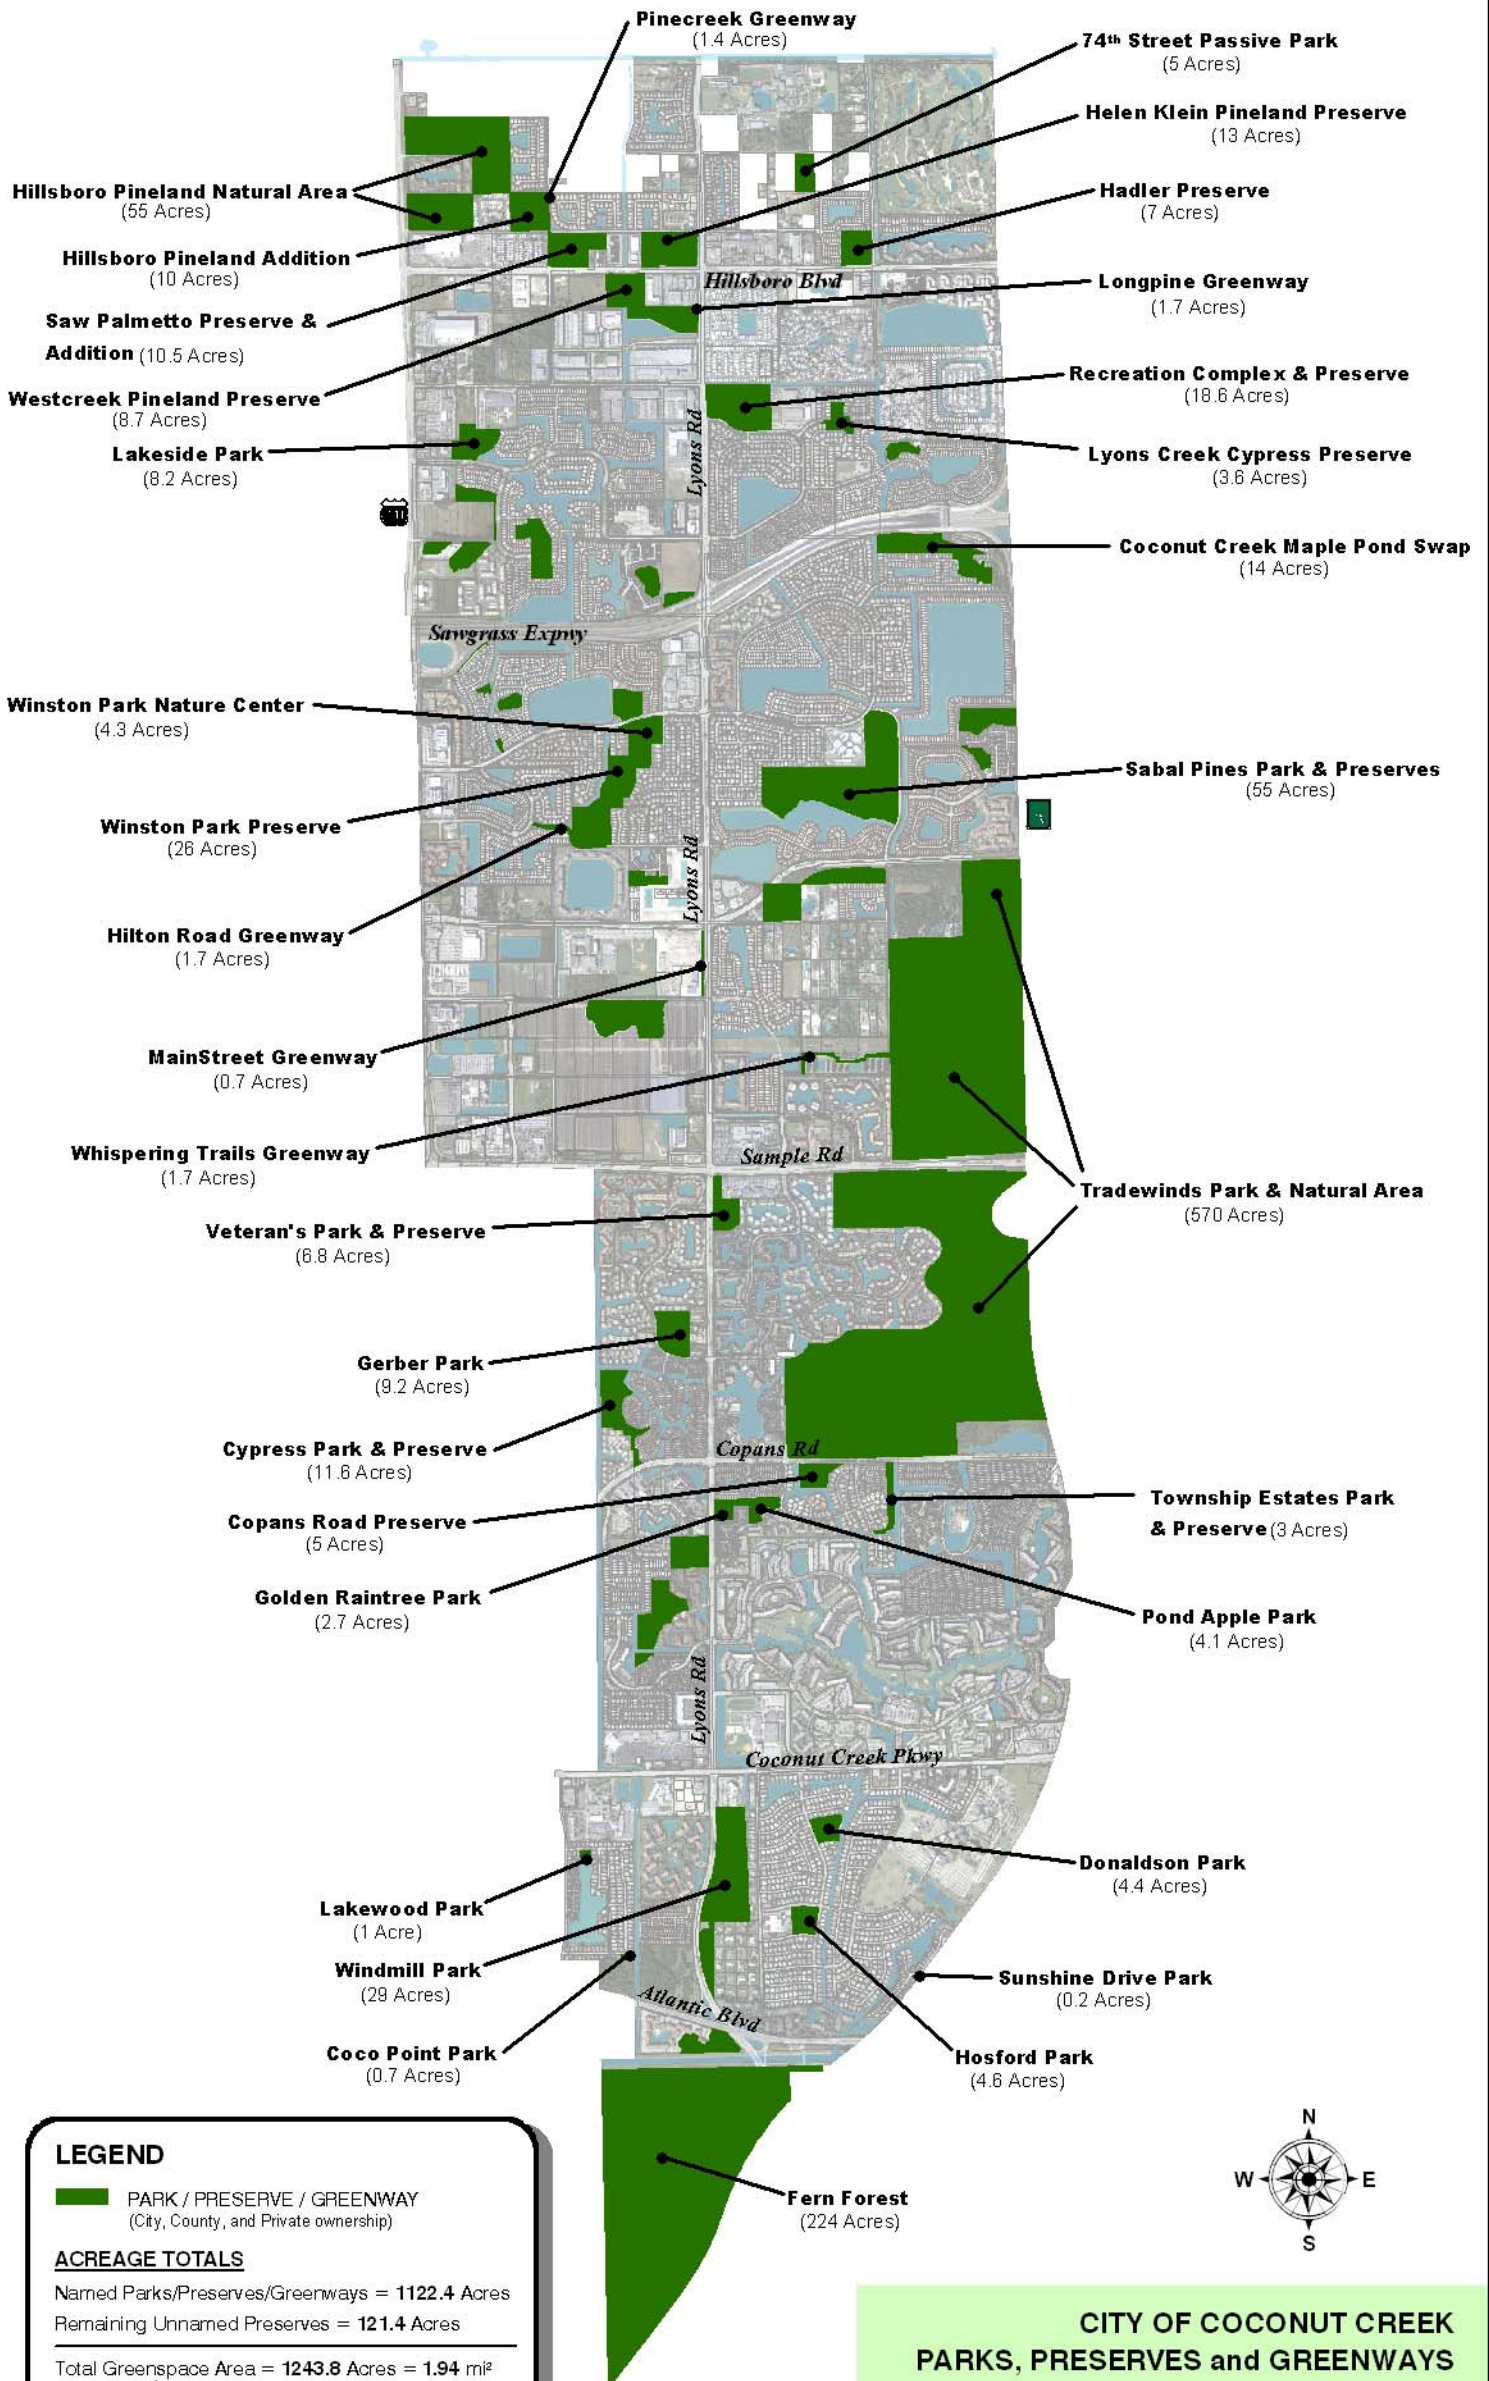 Pinecreek Greenway
(1.4 Acres)
74th Street Passive Park
(5 Acres)
Helen Klein Pineland Preserve
(13 Acres)
Hillsboro Pineland Natural Area
(55 Acres)
Hadler Preserve
(7 Acres)
Hillsboro Pineland Addition
(10 Acres)
Hillsboro Blvd
Longpine Greenway
(1.7 Acres)
Saw Palmetto Preserve &
Addition (10.5 Acres)
Recreation Complex & Preserve
(18.6 Acres)
Westcreek Pineland Preserve
(8.7 Acres)
Lyons Rd
Lakeside Park
(8.2 Acres)
Lyons Creek Cypress Preserve
(3.6 Acres)
Coconut Creek Maple Pond Swap
(14 Acres)
Sawgrass Expwy
Winston Park Nature Center
(4.3 Acres)
Sabal Pines Park & Preserves
(55 Acres)
Winston Park Preserve
(26 Acres)
Lyons Rd
Hilton Road Greenway
(1.7 Acres)
MainStreet Greenway
(0.7 Acres)
Whispering Trails Greenway
(1.7 Acres)
Sample Rd
Tradewinds Park & Natural Area
(570 Acres)
Veteran's Park & Preserve
(6.8 Acres)
Gerber Park
(9.2 Acres)
Cypress Park & Preserve
(11.6 Acres)
Copans Rd
Copans Road Preserve
(5 Acres)
Township Estates Park
& Preserve (3 Acres)
Golden Raintree Park
(2.7 Acres)
Pond Apple Park
(4.1 Acres)
Lyons Rd
Coconut Creek Pkwy
Donaldson Park
(4.4 Acres)
Lakewood Park
(1 Acre)
Windmill Park
(29 Acres)
Sunshine Drive Park
(0.2 Acres)
Atlantic Blvd
Coco Point Park
(0.7 Acres)
Hosford Park
(4.6 Acres)
Fern Forest
(224 Acres)
N
W
E
S
LEGEND
PARK / PRESERVE / GREENWAY
(City, County, and Private ownership)
ACREAGE TOTALS
Named Parks/Preserves/Greenways = 1122.4 Acres
Remaining Unnamed Preserves = 121.4 Acres
Total Greenspace Area = 1243.8 Acres = 1.94 mi²
CITY OF COCONUT CREEK
PARKS, PRESERVES and GREENWAYS